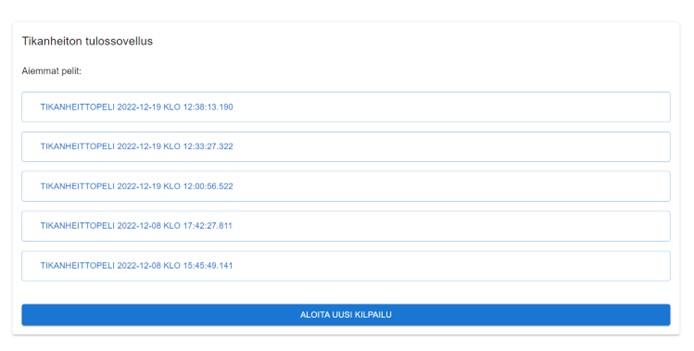 Tikanheiton tulossovellus
Aiemmat pelit:
TIKANHEITTOPELI 2022-12-19 KLO 12:38:13.190
TIKANHEITTOPELI 2022-12-19 KLO 12:33:27.322
TIKANHEITTOPELI 2022-12-19 KLO 12:00:56.522
TIKANHEITTOPELI 2022-12-08 KLO 17:42:27.811
TIKANHEITTOPELI 2022-12-08 KLO 15:45:49.141
ALOITA UUSI KILPAILU